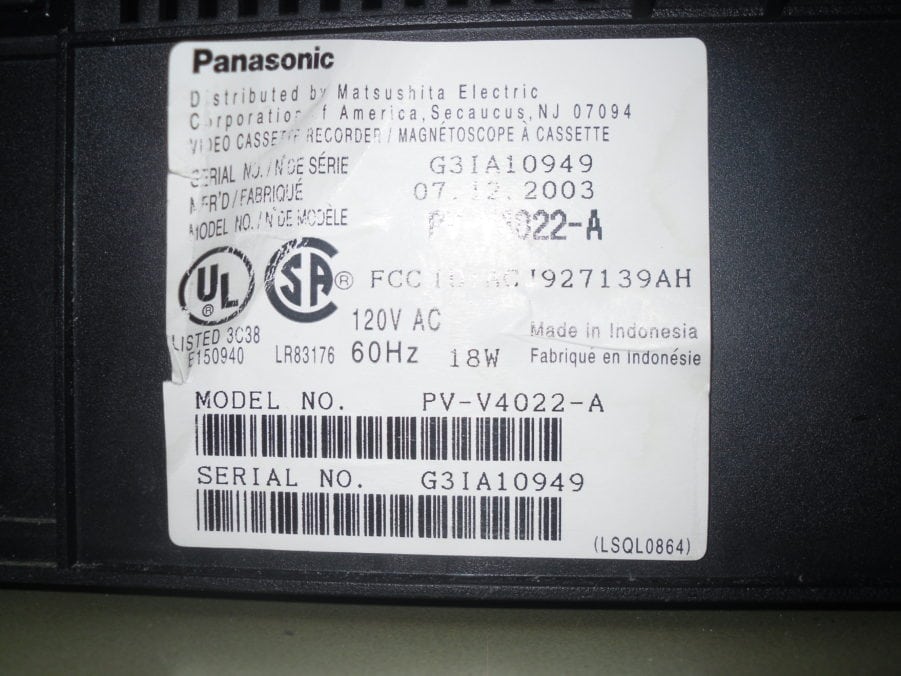 Panasonic
Distributed by Matsushita Electric
Corporation of America, Secaucus, NJ 07094
VIDEO CASSETTE RECORDER / MAGNÉTOSCOPE À CASSETTE
SERIAL NO. / N° DE SÉRIE G3IA10949
MFR'D / FABRIQUÉ 07.12.2003
MODEL NO. / N° DE MODÈLE
UL ® SA ® FCC 927139AH
LISTED 3C38 120V AC Made in Indonesia
E150940 LR83176 60Hz 18W Fabriqué en indonésie
MODEL NO. PV-V4022-A
SERIAL NO. G3IA10949
(LSQL0864)